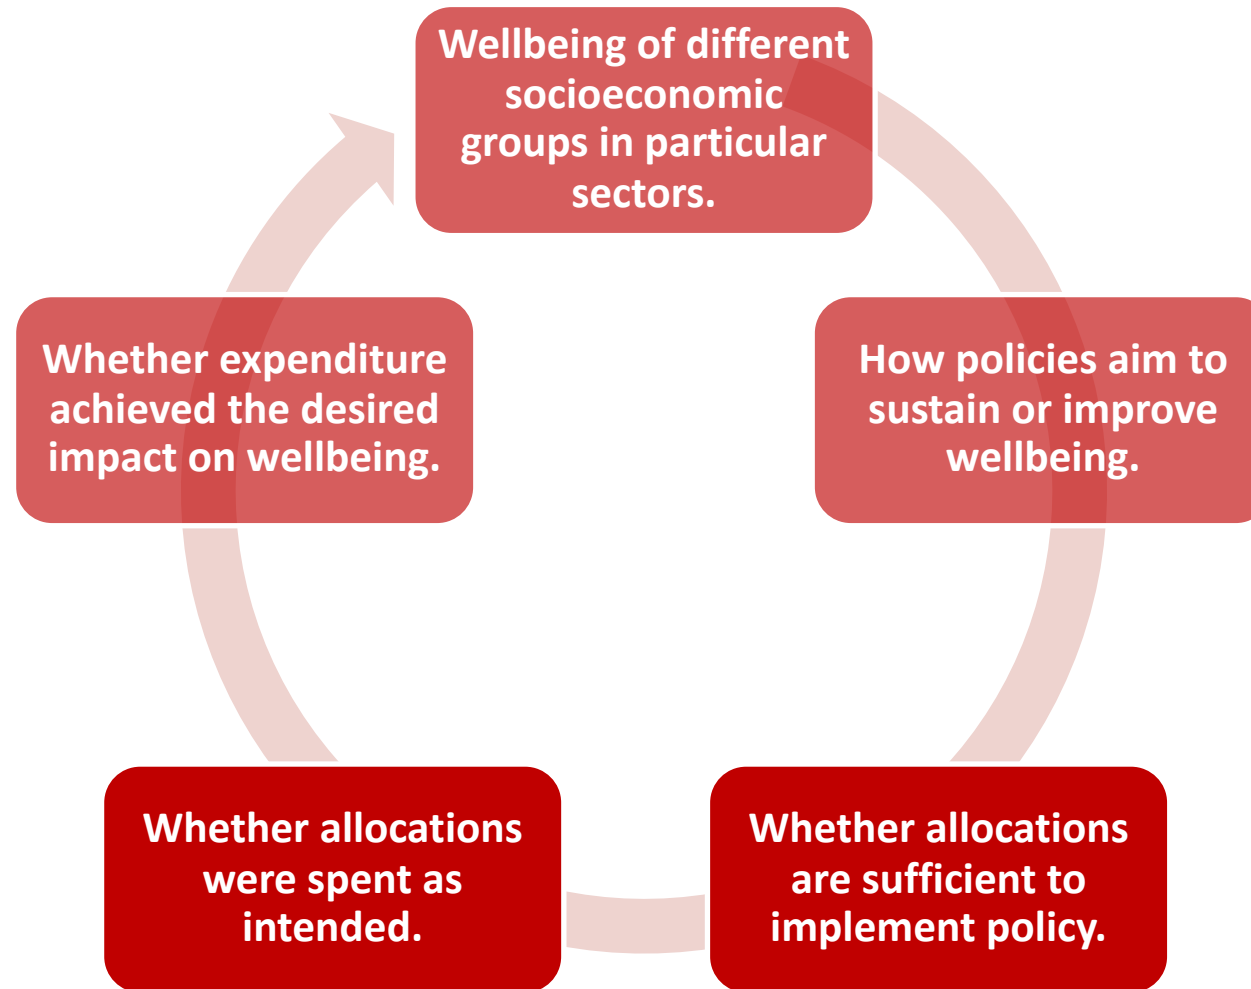 Wellbeing of different
socioeconomic
groups in particular
sectors.
How policies aim to
sustain or improve
wellbeing.
Whether allocations
are sufficient to
implement policy.
Whether allocations
were spent as
intended.
Whether expenditure
achieved the desired
impact on wellbeing.